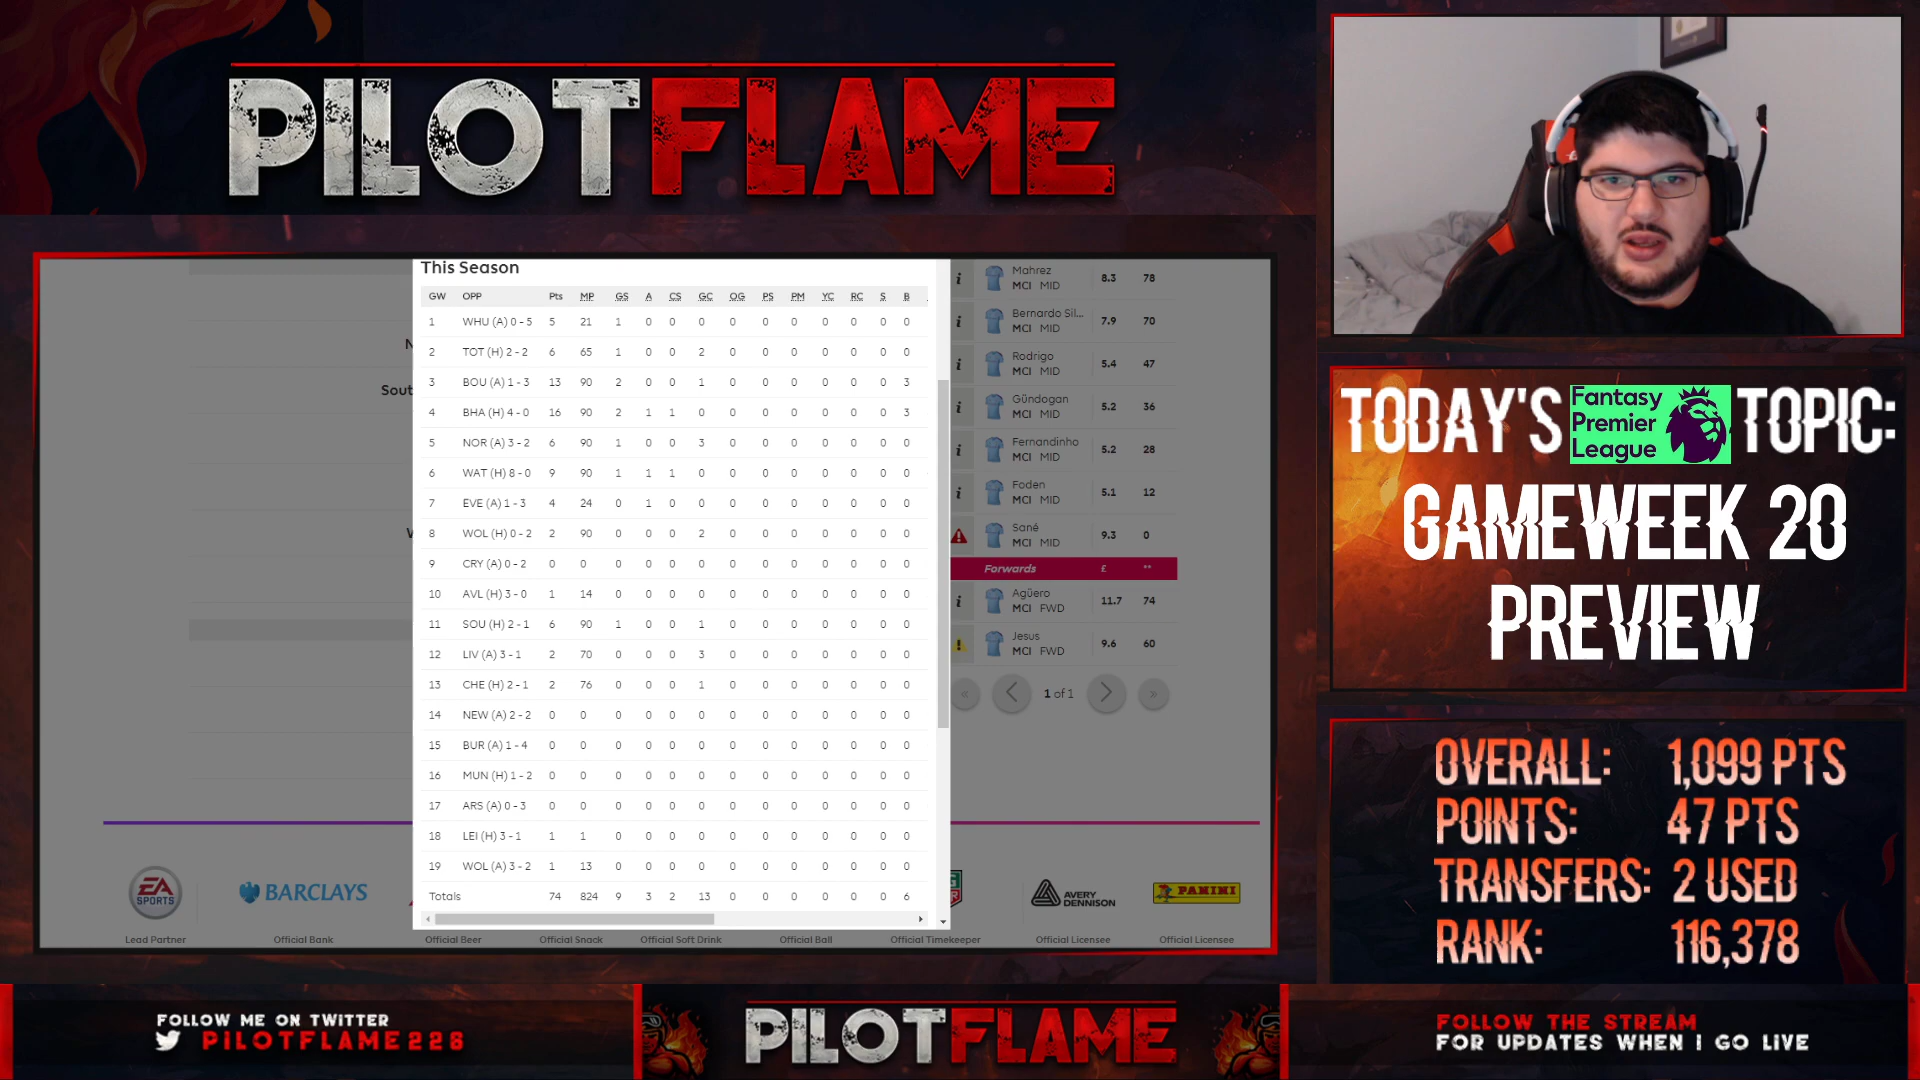 PILOTFLAME
This Season
GW OPP Pts MP GS A CS GC OG PS PM YC RC S B
1 WHU (A) 0 - 5 5 21 1 0 0 0 0 0 0 0 0 0 0
2 TOT (H) 2 - 2 6 65 1 0 0 2 0 0 0 0 0 0 0
3 BOU (A) 1 - 3 13 90 2 0 0 1 0 0 0 0 0 0 3
4 BHA (H) 4 - 0 16 90 2 1 1 0 0 0 0 0 0 0 3
5 NOR (A) 3 - 2 6 90 1 0 0 3 0 0 0 0 0 0 0
6 WAT (H) 8 - 0 9 90 1 1 1 0 0 0 0 0 0 0 0
7 EVE (A) 1 - 3 4 24 0 1 0 0 0 0 0 0 0 0 0
8 WOL (H) 0 - 2 2 90 0 0 0 2 0 0 0 0 0 0 0
9 CRY (A) 0 - 2 0 0 0 0 0 0 0 0 0 0 0 0 0
10 AVL (H) 3 - 0 1 14 0 0 0 0 0 0 0 0 0 0 0
11 SOU (H) 2 - 1 6 90 1 0 0 1 0 0 0 0 0 0 0
12 LIV (A) 3 - 1 2 70 0 0 0 3 0 0 0 0 0 0 0
13 CHE (H) 2 - 1 2 76 0 0 0 1 0 0 0 0 0 0 0
14 NEW (A) 2 - 2 0 0 0 0 0 0 0 0 0 0 0 0 0
15 BUR (A) 1 - 4 0 0 0 0 0 0 0 0 0 0 0 0 0
16 MUN (H) 1 - 2 0 0 0 0 0 0 0 0 0 0 0 0 0
17 ARS (A) 0 - 3 0 0 0 0 0 0 0 0 0 0 0 0 0
18 LEI (H) 3 - 1 1 1 0 0 0 0 0 0 0 0 0 0 0
19 WOL (A) 3 - 2 1 13 0 0 0 0 0 0 0 0 0 0 0
Totals 74 824 9 3 2 13 0 0 0 0 0 0 6
N
Sout
W
Mahrez 8.3 78
MCI MID
Bernardo Sil... 7.9 70
MCI MID
Rodrigo 5.4 47
MCI MID
Gündogan 5.2 36
MCI MID
Fernandinho 5.2 28
MCI MID
Foden 5.1 12
MCI MID
Sané 9.3 0
MCI MID
Forwards £ **
Agüero 11.7 74
MCI FWD
Jesus 9.6 60
MCI FWD
« 1 of 1 »
EA SPORTS
BARCLAYS
AVERY DENNISON
PANINI
Lead Partner Official Bank Official Beer Official Snack Official Soft Drink Official Ball Official Timekeeper Official Licensee Official Licensee
TODAY'S Fantasy Premier League TOPIC:
GAMEWEEK 20
PREVIEW
OVERALL: 1,099 PTS
POINTS: 47 PTS
TRANSFERS: 2 USED
RANK: 116,378
FOLLOW ME ON TWITTER
PILOTFLAME226
PILOTFLAME
FOLLOW THE STREAM
FOR UPDATES WHEN I GO LIVE